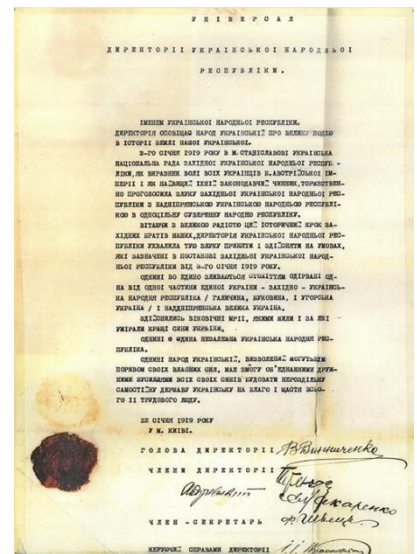 УНІВЕРСАЛ
ДИРЕКТОРІЇ УКРАЇНСЬКОЇ НАРОДНЬОЇ
РЕСПУБЛІКИ.
ІМЕНЕМ УКРАЇНСЬКОЇ НАРОДНЬОЇ РЕСПУБЛІКИ.
ДИРЕКТОРІЯ ОПОВІЩАЄ НАРОД УКРАЇНСЬКИЙ ПРО ВЕЛИКУ ПОДІЮ
В ІСТОРІЇ ЗЕМЛІ НАШОЇ УКРАЇНСЬКОЇ.
3-ГО СІЧНЯ 1919 РОКУ В М. СТАНІСЛАВОВІ УКРАЇНСЬКА
НАЦІОНАЛЬНА РАДА ЗАХІДНОЇ УКРАЇНСЬКОЇ НАРОДНЬОЇ РЕСПУБ-
ЛІКИ, ЯК ВИРАЗНИК ВОЛІ ВСІХ УКРАЇНЦІВ Б. АВСТРІЙСЬКОЇ ІМ-
ПЕРІЇ І ЯК НАЙВИЩИЙ ЇХНІЙ ЗАКОНОДАВЧИЙ ЧИННИК, ТОРЖЕСТВЕН-
НО ПРОГОЛОСИЛА ЗЛУКУ ЗАХІДНЬОЇ УКРАЇНСЬКОЇ НАРОДНЬОЇ РЕС-
ПУБЛІКИ З НАДДНІПРЯНСЬКОЮ УКРАЇНСЬКОЮ НАРОДНЬОЮ РЕСПУБЛІ-
КОЮ В ОДНОЦІЛЬНУ СУВЕРЕННУ НАРОДНЮ РЕСПУБЛІКУ.
ВІТАЮЧИ З ВЕЛИКОЮ РАДІСТЮ ЦЕЙ ІСТОРИЧНИЙ КРОК ЗА-
ХІДНИХ БРАТІВ НАШИХ, ДИРЕКТОРІЯ УКРАЇНСЬКОЇ НАРОДНЬОЇ РЕС-
ПУБЛІКИ УХВАЛИЛА ТУЮ ЗЛУКУ ПРИНЯТИ І ЗДІЙСНИТИ НА УМОВАХ,
ЯКІ ЗАЗНАЧЕНІ В ПОСТАНОВІ ЗАХІДНЬОЇ УКРАЇНСЬКОЇ НАРОД-
НЬОЇ РЕСПУБЛІКИ ВІД 3-ГО СІЧНЯ 1919 РОКУ.
ОДНИНІ ВО ЄДИНО ЗЛИВАЮТЬСЯ СТОЛІТТЯМ ОДІРВАНІ ОД-
НА ВІД ОДНОЇ ЧАСТИНИ ЄДИНОЇ УКРАЇНИ - ЗАХІДНО - УКРАЇНСЬ-
КА НАРОДНЯ РЕСПУБЛІКА / ГАЛИЧИНА, БУКОВИНА, І УГОРСЬКА
УКРАЇНА / І НАДДНІПРЯНСЬКА ВЕЛИКА УКРАЇНА.
ЗДІЙСНИЛИСЬ ВІКОВІЧНІ МРІЇ, ЯКИМИ ЖИЛИ І ЗА ЯКІ
УМІРАЛИ КРАЩІ СИНИ УКРАЇНИ.
ОДНИНІ Є ЄДИНА НЕЗАЛЕЖНА УКРАЇНСЬКА НАРОДНЯ РЕС-
ПУБЛІКА.
ОДНИНІ НАРОД УКРАЇНСЬКИЙ, ВИЗВОЛЕНИЙ МОГУТЬНІМ
ПОРИВОМ СВОЇХ ВЛАСНИХ СИЛ, МАЄ ЗМОГУ ОБ'ЄДНАНИМИ ДРУЖ-
НИМИ ЗУСИЛЛЯМИ ВСІХ СВОЇХ СИНІВ БУДУВАТИ НЕРОЗДІЛЬНУ
САМОСТІЙНУ ДЕРЖАВУ УКРАЇНСЬКУ НА БЛАГО І ЩАСТЯ ВСЬО-
ГО ЇЇ ТРУДОВОГО ЛЮДУ.
22 СІЧНЯ 1919 РОКУ
У М. КИЇВІ.
ГОЛОВА ДИРЕКТОРІЇ В Винниченко
ЧЛЕНИ ДИРЕКТОРІЇ
Ф Швець
ЧЛЕН - СЕКРЕТАРЬ
КЕРУЮЧИЙ СПРАВАМИ ДИРЕКТОРІЇ